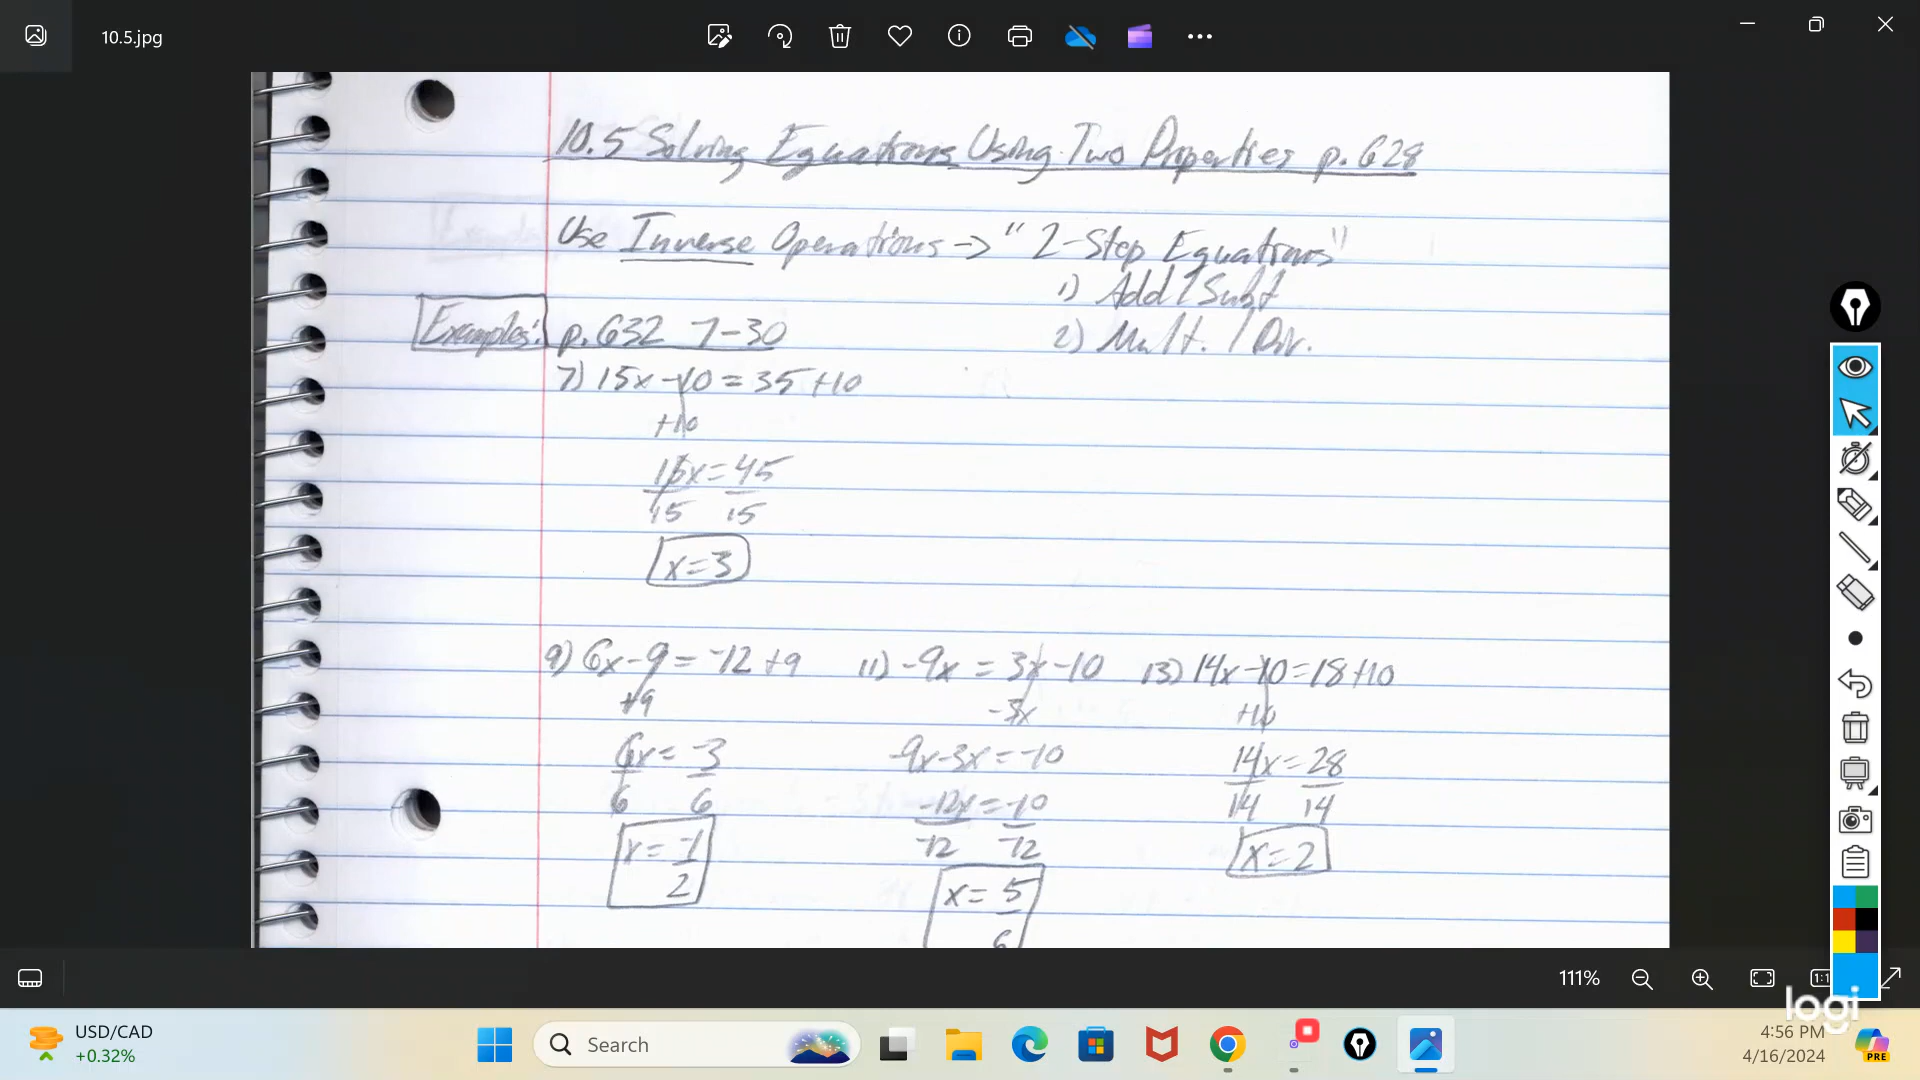 10.5.jpg
10.5 Solving Equations Using Two Properties p.628
Use Inverse Operations -> "2-Step Equations"
1) Add/Subt
Examples: p.632 7-30
2) Mult. / Div.
7) 15x -10 = 35 +10
+10
15x = 45
15 15
x = 3
9) 6x - 9 = -12 + 9 11) -9x = 3x - 10 13) 14x - 10 = 18 + 10
+9 -3x +10
6x = -3 -9x - 3x = -10 14x = 28
6 6 -12x = -10 14 14
x = -1 -12 -12 x = 2
2 x = 5
6
111%
1:1
logi
USD/CAD
+0.32%
Search
4:56 PM
4/16/2024
PRE